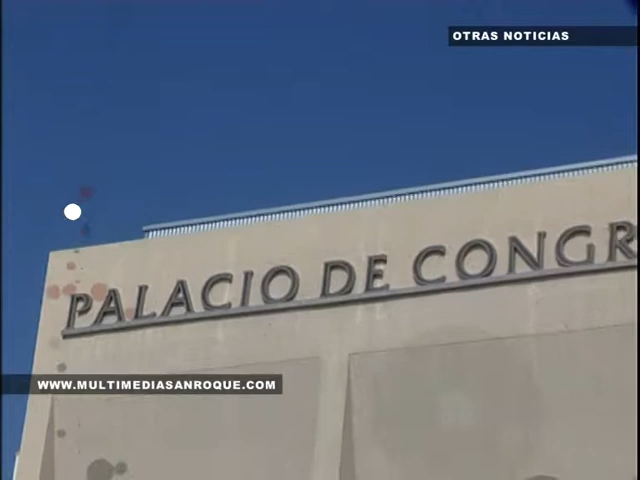 OTRAS NOTICIAS
PALACIO DE CONGR
WWW.MULTIMEDIASANROQUE.COM